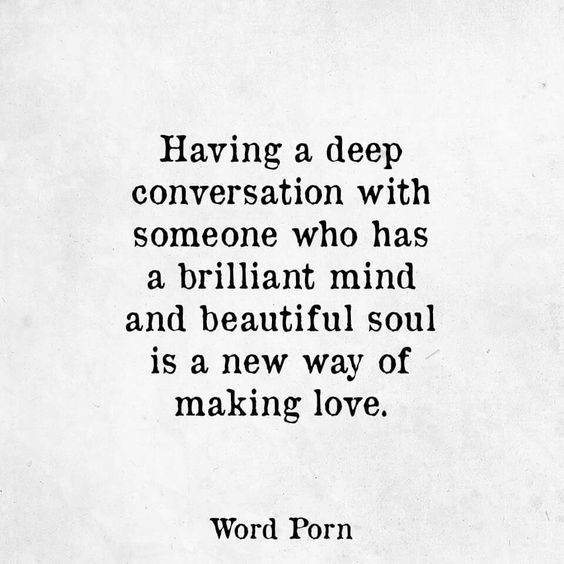 Having a deep
conversation with
someone who has
a brilliant mind
and beautiful soul
is a new way of
making love.
Word Porn